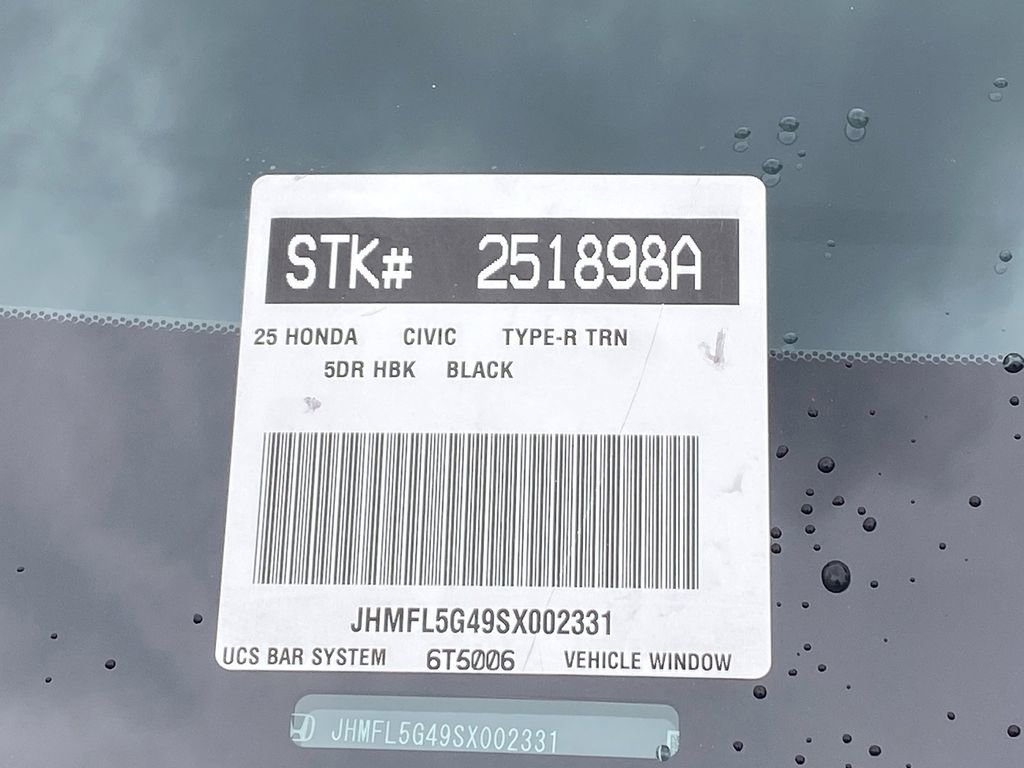 STK# 251898A
25 HONDA CIVIC TYPE-R TRN
5DR HBK BLACK
JHMFL5G49SX002331
UCS BAR SYSTEM 6T5006 VEHICLE WINDOW
JHMFL5G49SX002331